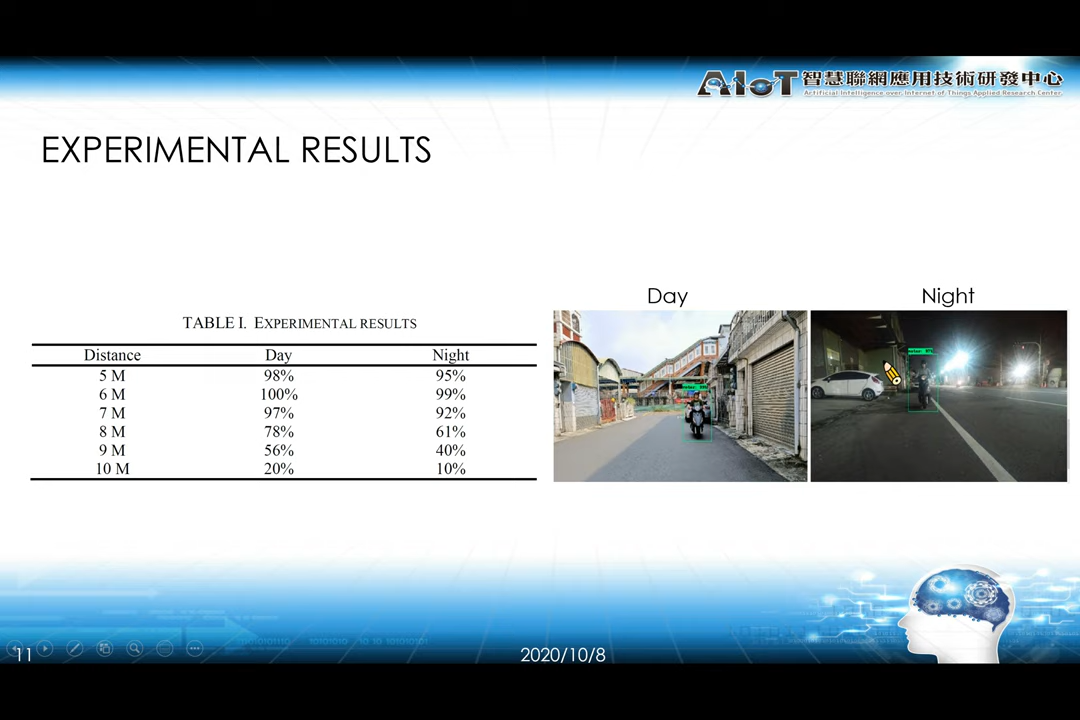 AIoT 智慧聯網應用技術研發中心
Artificial Intelligence over Internet of Things Applied Research Center.
EXPERIMENTAL RESULTS
Day
Night
TABLE I. EXPERIMENTAL RESULTS
Distance Day Night
5 M 98% 95%
6 M 100% 99%
7 M 97% 92%
8 M 78% 61%
9 M 56% 40%
10 M 20% 10%
11
2020/10/8